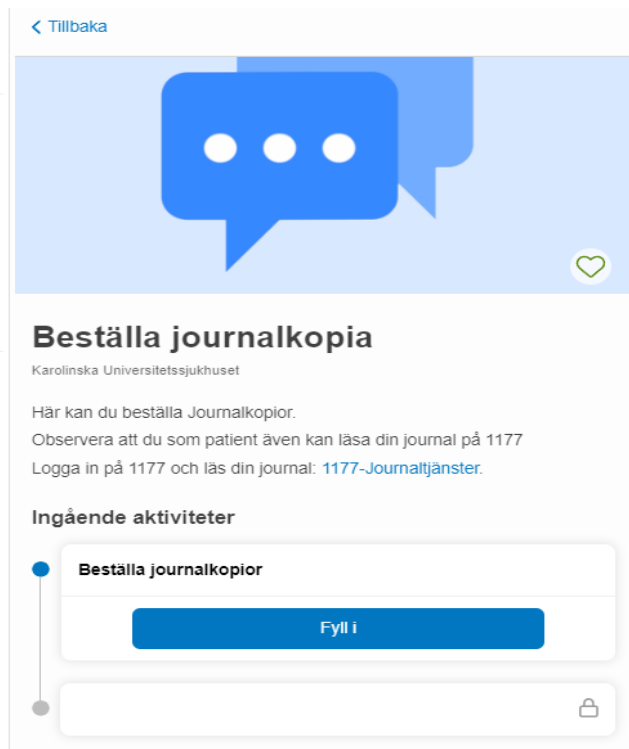 Tillbaka
Beställa journalkopia
Karolinska Universitetssjukhuset
Här kan du beställa Journalkopior.
Observera att du som patient även kan läsa din journal på 1177
Logga in på 1177 och läs din journal: 1177-Journaltjänster.
Ingående aktiviteter
Beställa journalkopior
Fyll i